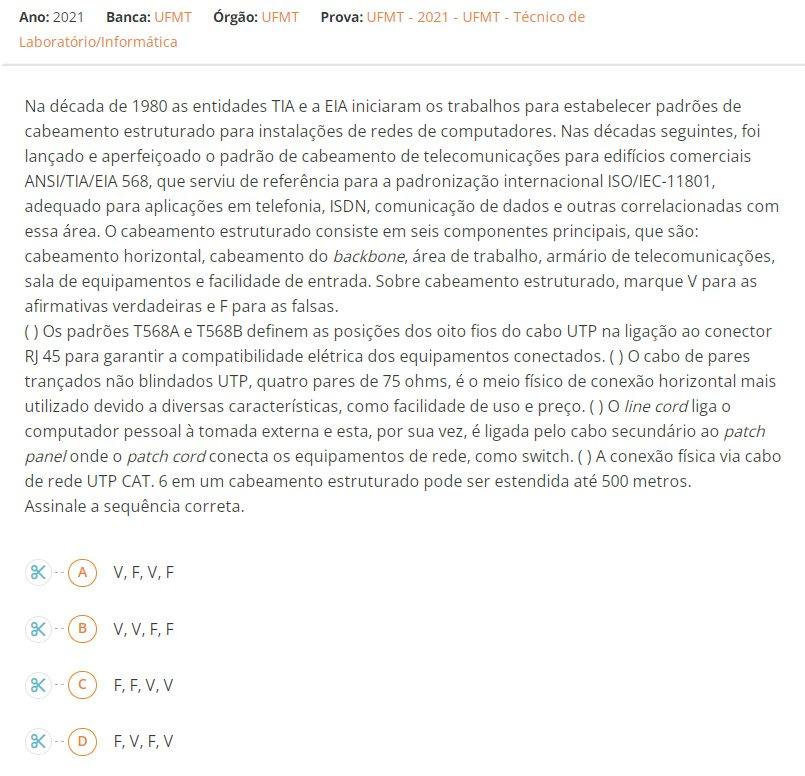 Ano: 2021 Banca: UFMT Órgão: UFMT Prova: UFMT - 2021 - UFMT - Técnico de
Laboratório/Informática
Na década de 1980 as entidades TIA e a EIA iniciaram os trabalhos para estabelecer padrões de
cabeamento estruturado para instalações de redes de computadores. Nas décadas seguintes, foi
lançado e aperfeiçoado o padrão de cabeamento de telecomunicações para edifícios comerciais
ANSI/TIA/EIA 568, que serviu de referência para a padronização internacional ISO/IEC-11801,
adequado para aplicações em telefonia, ISDN, comunicação de dados e outras correlacionadas com
essa área. O cabeamento estruturado consiste em seis componentes principais, que são:
cabeamento horizontal, cabeamento do backbone, área de trabalho, armário de telecomunicações,
sala de equipamentos e facilidade de entrada. Sobre cabeamento estruturado, marque V para as
afirmativas verdadeiras e F para as falsas.
( ) Os padrões T568A e T568B definem as posições dos oito fios do cabo UTP na ligação ao conector
RJ 45 para garantir a compatibilidade elétrica dos equipamentos conectados. ( ) O cabo de pares
trançados não blindados UTP, quatro pares de 75 ohms, é o meio físico de conexão horizontal mais
utilizado devido a diversas características, como facilidade de uso e preço. ( ) O line cord liga o
computador pessoal à tomada externa e esta, por sua vez, é ligada pelo cabo secundário ao patch
panel onde o patch cord conecta os equipamentos de rede, como switch. ( ) A conexão física via cabo
de rede UTP CAT. 6 em um cabeamento estruturado pode ser estendida até 500 metros.
Assinale a sequência correta.
A V, F, V, F
B V, V, F, F
C F, F, V, V
D F, V, F, V